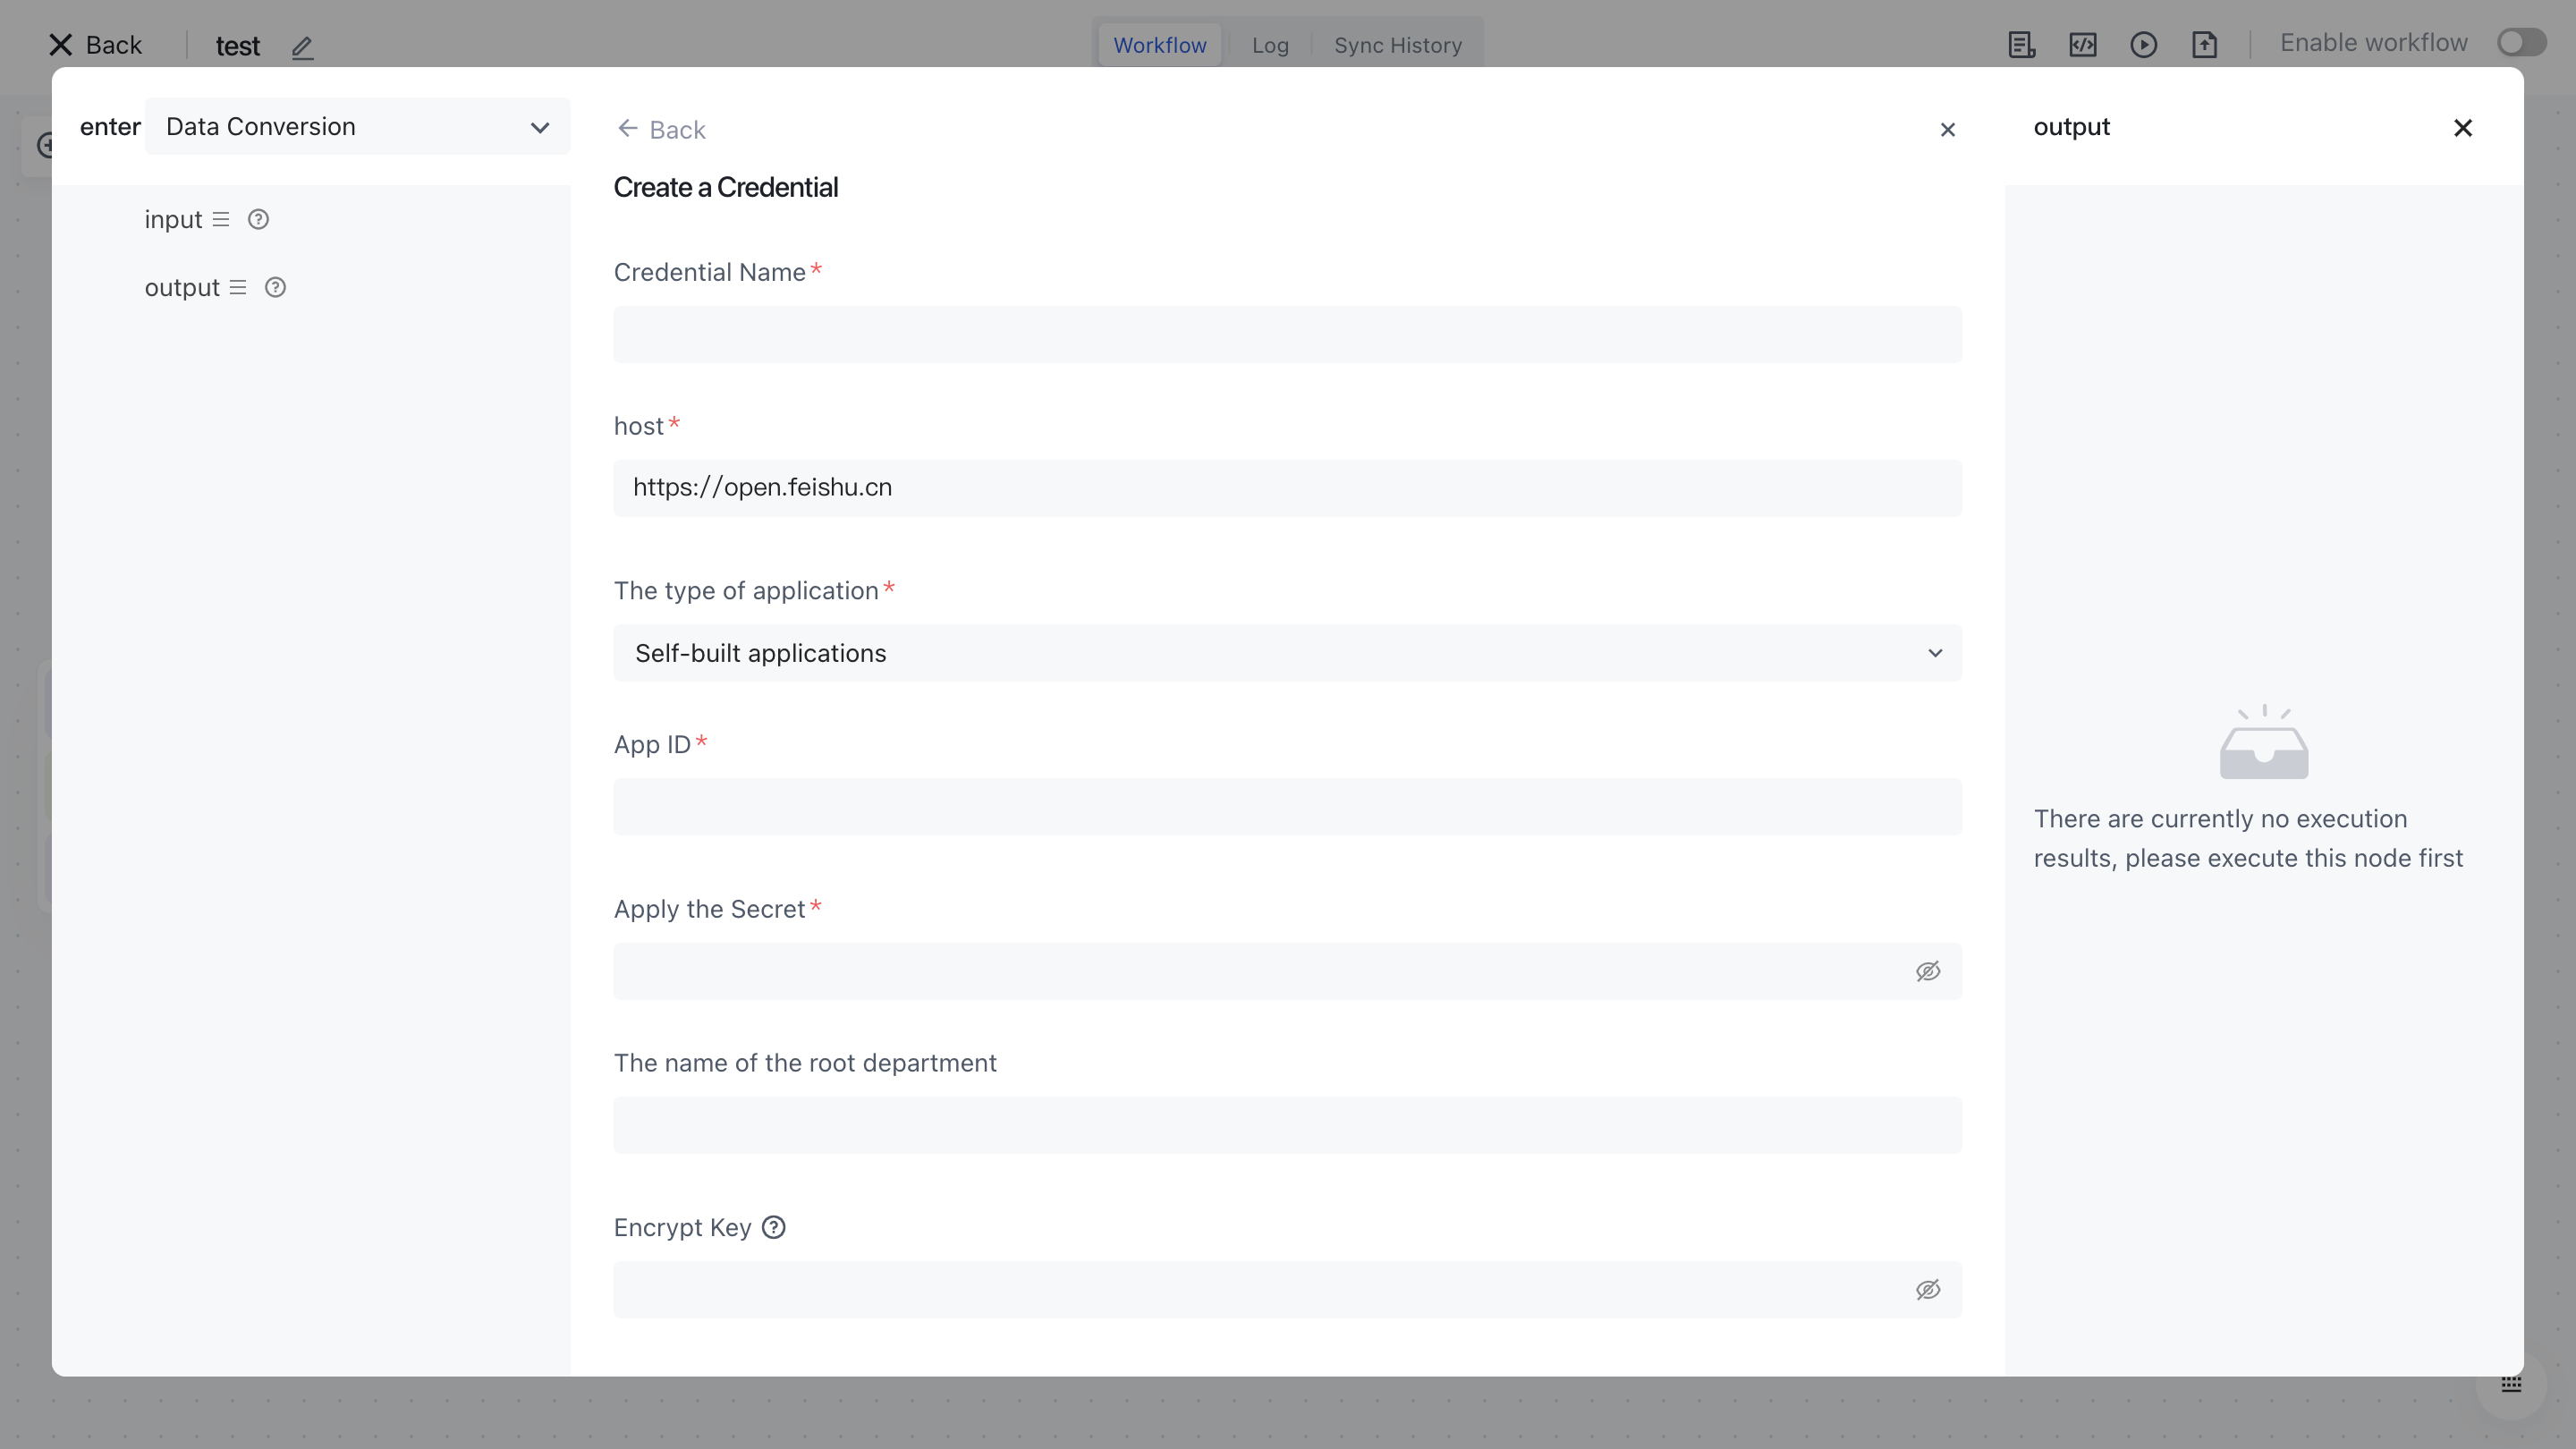 Back
test
Workflow
Log
Sync History
Enable workflow
enter
Data Conversion
input
output
Back
Create a Credential
Credential Name*
host*
https://open.feishu.cn
The type of application*
Self-built applications
App ID*
Apply the Secret*
The name of the root department
Encrypt Key
output
There are currently no execution
results, please execute this node first